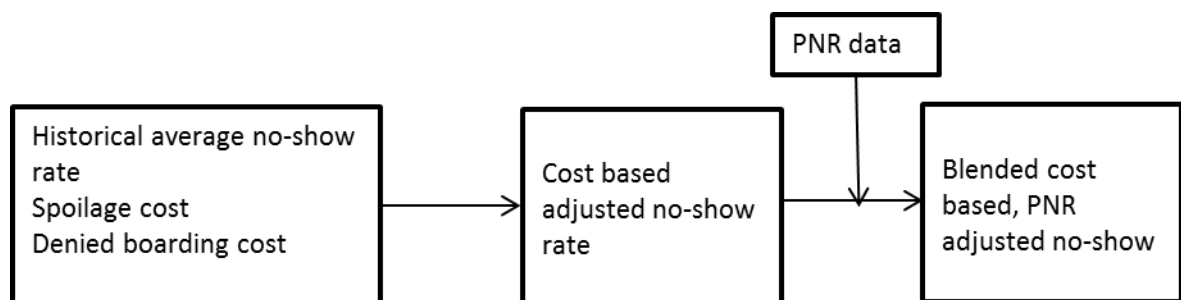 PNR data
Historical average no-show
rate
Spoilage cost
Denied boarding cost
Cost based
adjusted no-show
rate
Blended cost
based, PNR
adjusted no-show